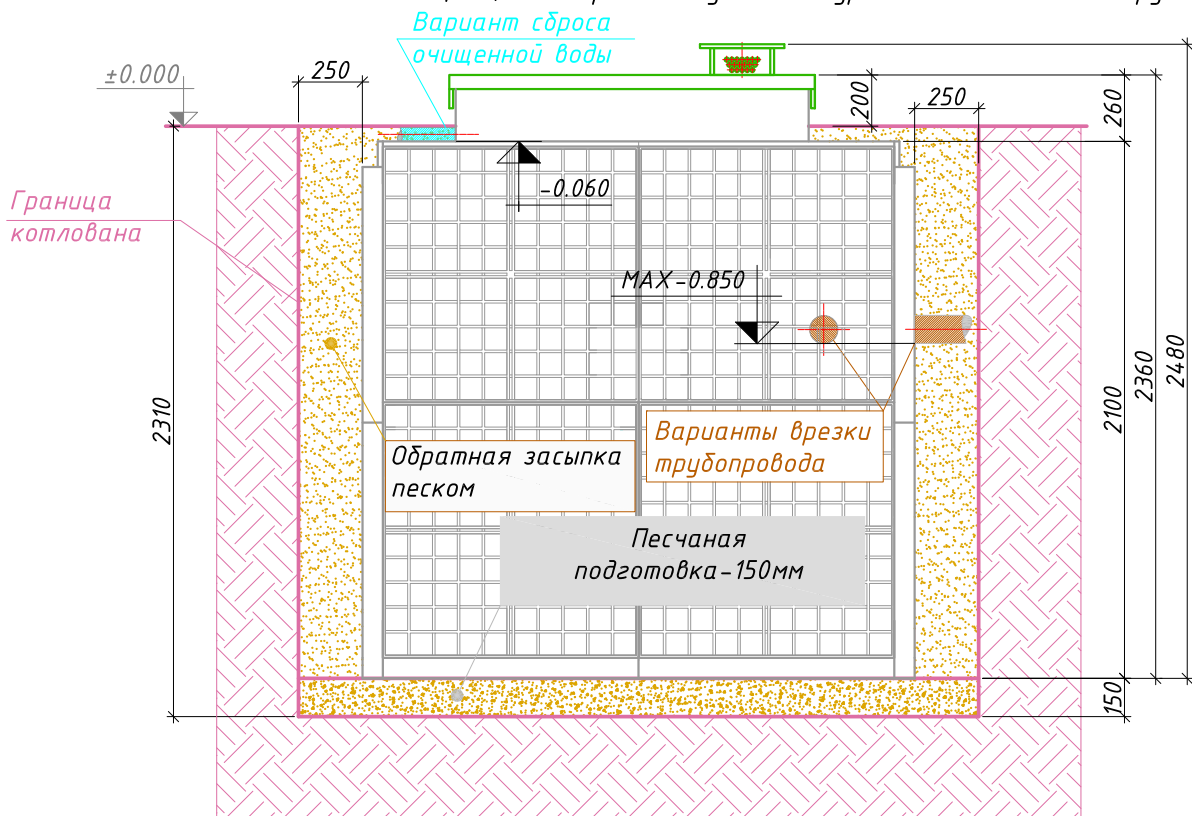 Вариант сброса
очищенной воды
±0.000
250
200
250
260
-0.060
Граница
котлована
MAX-0.850
2310
2100
2360
2480
Варианты врезки
трубопровода
Обратная засыпка
песком
Песчаная
подготовка-150мм
150